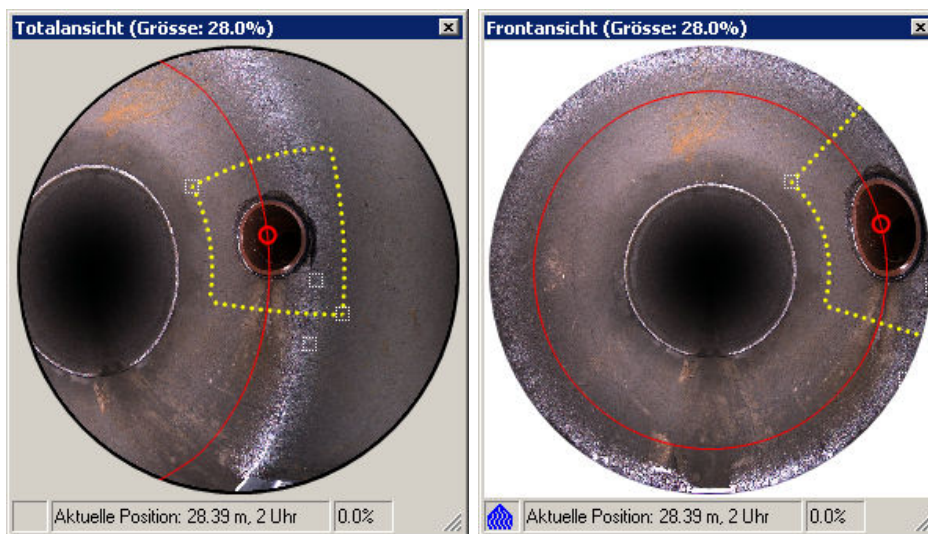 Totalansicht (Grösse: 28.0%)
Frontansicht (Grösse: 28.0%)
Aktuelle Position: 28.39 m, 2 Uhr
0.0%
Aktuelle Position: 28.39 m, 2 Uhr
0.0%